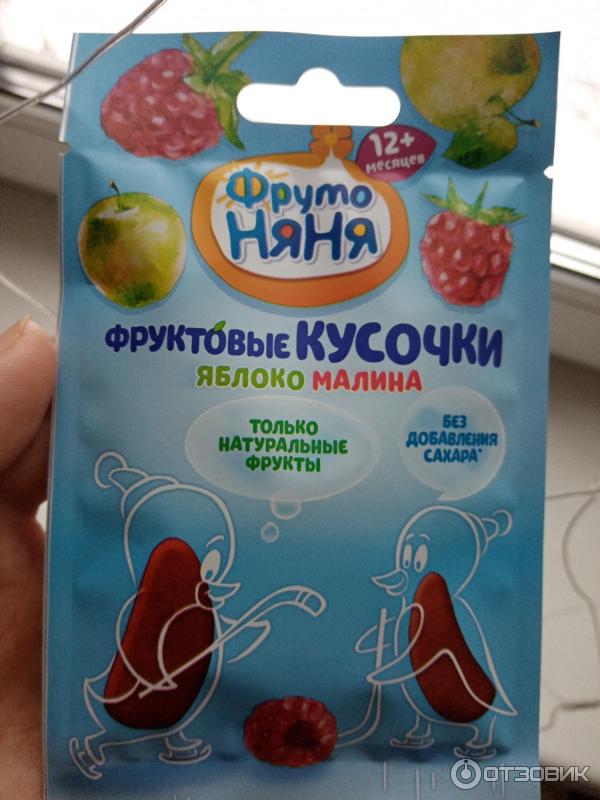 12+
месяцев
Фруто
НЯНЯ
ФРУКТОВЫЕ КУСОЧКИ
ЯБЛОКО МАЛИНА
ТОЛЬКО
НАТУРАЛЬНЫЕ
ФРУКТЫ
БЕЗ
ДОБАВЛЕНИЯ
САХАРА*
ОТЗОВИК